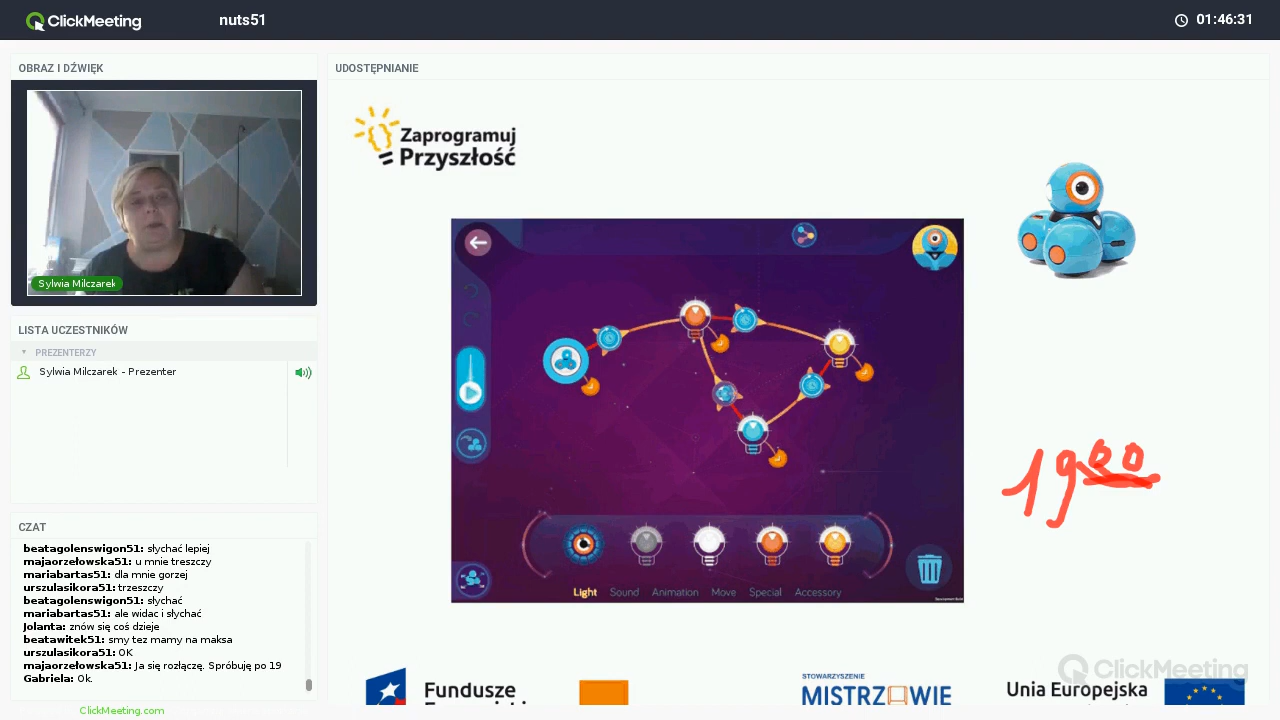 ClickMeeting
nuts51
01:46:31
OBRAZ I DŹWIĘK
Sylwia Milczarek
LISTA UCZESTNIKÓW
PREZENTERZY
Sylwia Milczarek - Prezenter
CZAT
beatagolenswigon51: słychać lepiej
majaorzełowska51: u mnie treszczy
mariabartas51: dla mnie gorzej
urszulasikora51: trzeszczy
beatagolenswigon51: słychać
mariabartas51: ale widac i słychać
Jolanta: znów się coś dzieje
beatawitek51: smy tez mamy na maksa
urszulasikora51: OK
majaorzełowska51: Ja się rozłączę. Spróbuję po 19
Gabriela: Ok.
ClickMeeting.com
UDOSTĘPNIANIE
Zaprogramuj
Przyszłość
Light Sound Animation Move Special Accessory
1900
ClickMeeting
Fundusze
STOWARZYSZENIE
MISTRZOWIE
Unia Europejska